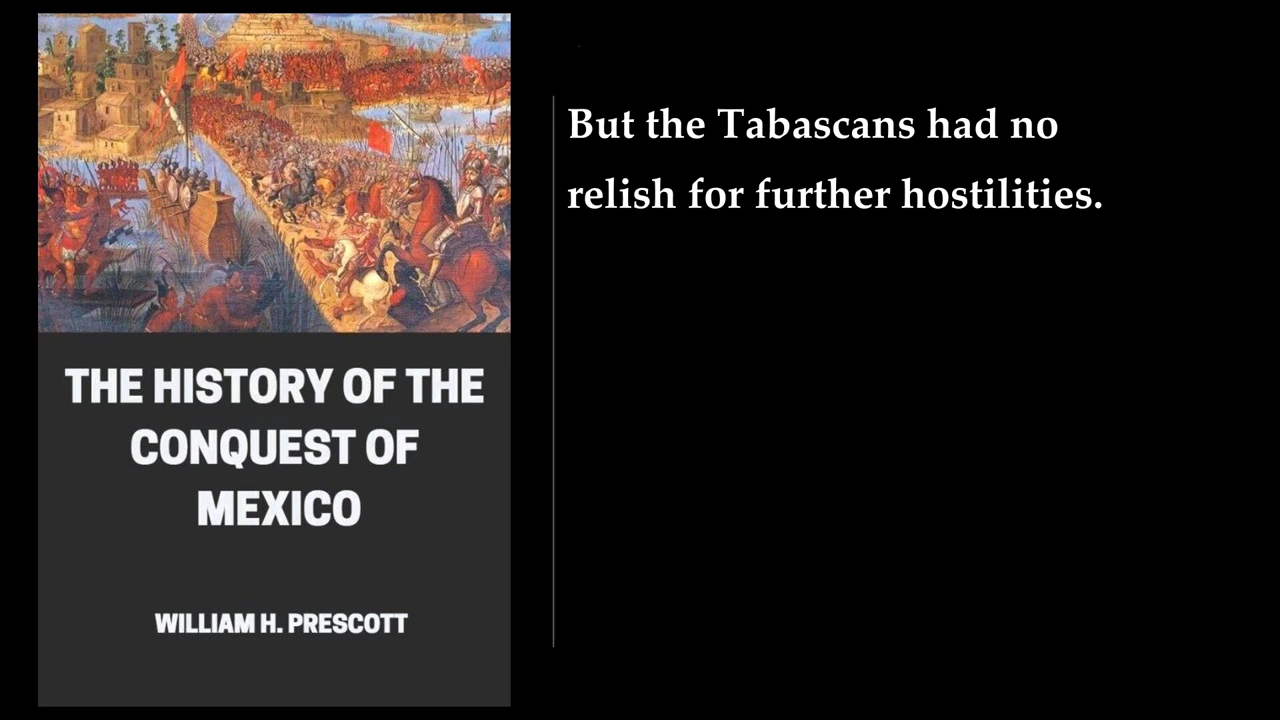 THE HISTORY OF THE
CONQUEST OF
MEXICO
WILLIAM H. PRESCOTT
But the Tabascans had no
relish for further hostilities.